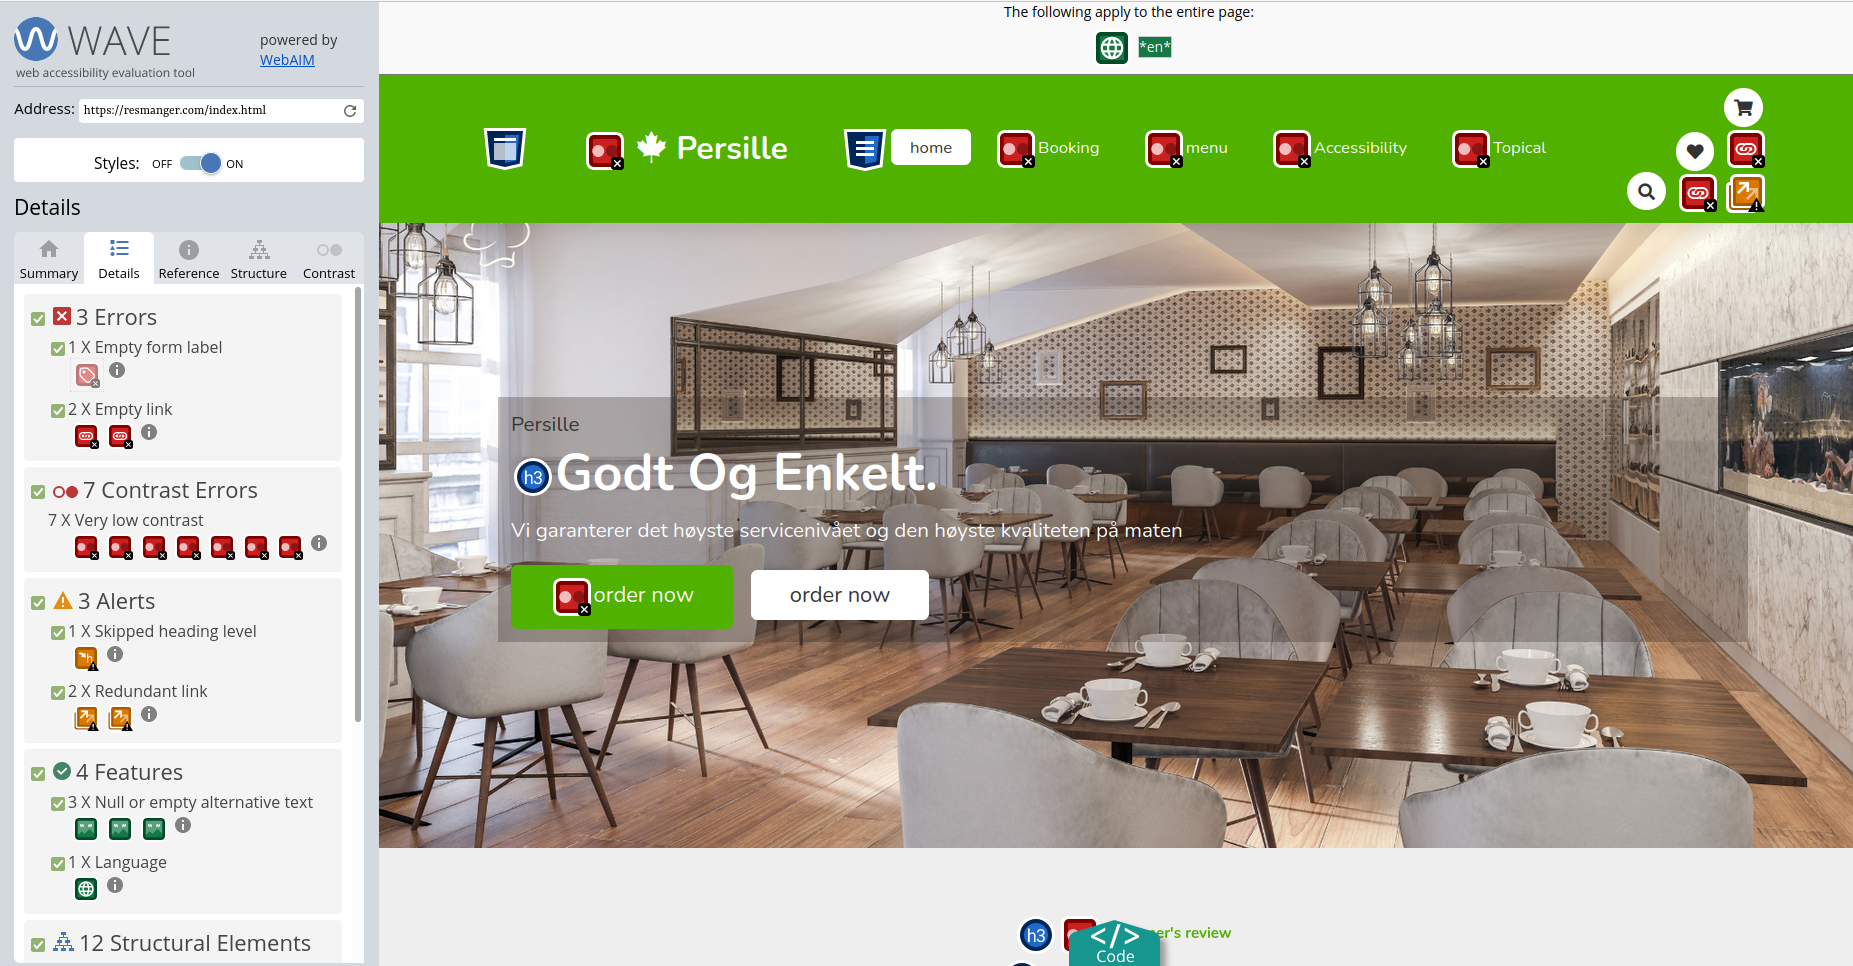 WAVE
web accessibility evaluation tool
powered by
WebAIM
Address: https://resmanger.com/index.html
Styles: OFF ON
Details
Summary Details Reference Structure Contrast
3 Errors
1 X Empty form label
2 X Empty link
7 Contrast Errors
7 X Very low contrast
3 Alerts
1 X Skipped heading level
2 X Redundant link
4 Features
3 X Null or empty alternative text
1 X Language
12 Structural Elements
The following apply to the entire page:
*en*
Persille home Booking menu Accessibility Topical
Persille
h3 Godt Og Enkelt.
Vi garanterer det høyste servicenivået og den høyste kvaliteten på maten
order now order now
h3 er's review
</> Code